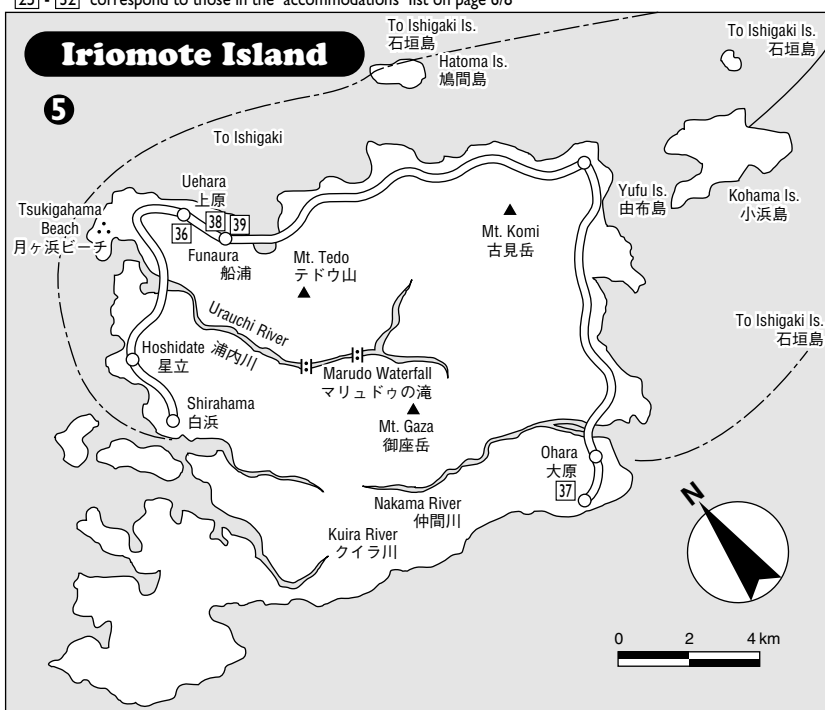 25 - 32 correspond to those in the "accommodations" list on page 6/8
Iriomote Island
5
To Ishigaki Is.
石垣島
Hatoma Is.
鳩間島
To Ishigaki Is.
石垣島
To Ishigaki
Uehara
上原
Tsukigahama
Beach
月ヶ浜ビーチ
36
38
39
Funaura
船浦
Mt. Tedo
テドウ山
Mt. Komi
古見岳
Yufu Is.
由布島
Kohama Is.
小浜島
Urauchi River
浦内川
To Ishigaki Is.
石垣島
Hoshidate
星立
Marudo Waterfall
マリュドゥの滝
Shirahama
白浜
Mt. Gaza
御座岳
Ohara
大原
37
Nakama River
仲間川
Kuira River
クイラ川
N
0 2 4 km